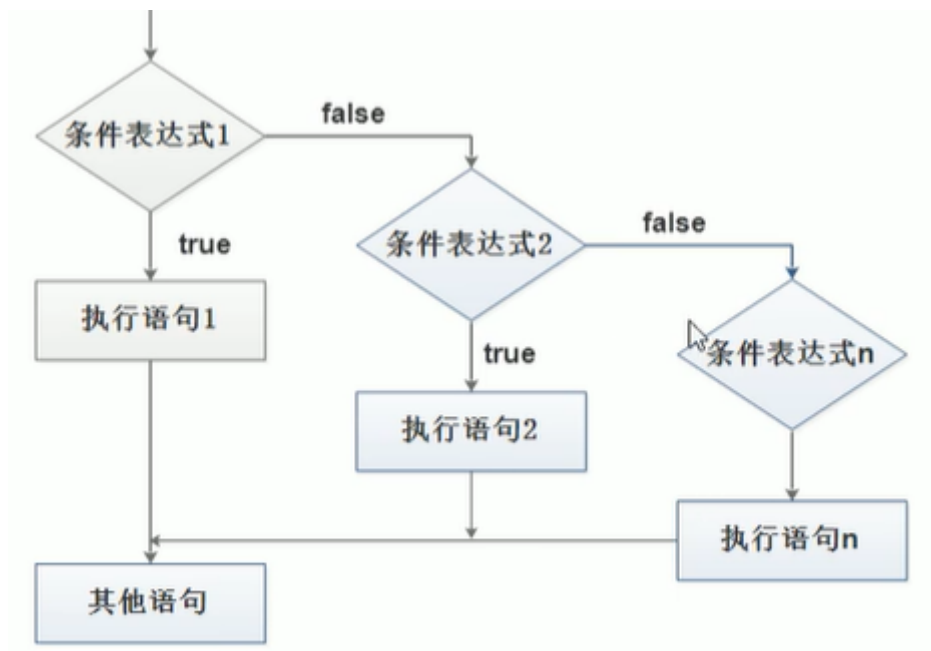 条件表达式1
false
true
执行语句1
条件表达式2
false
true
执行语句2
条件表达式n
执行语句n
其他语句